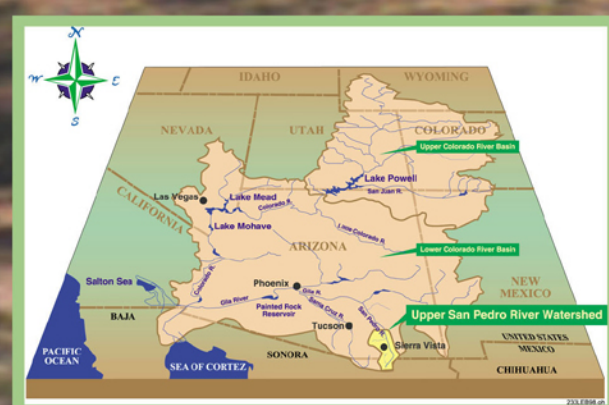 N
W
E
S
IDAHO
WYOMING
NEVADA
UTAH
COLORADO
Upper Colorado River Basin
Lake Powell
San Juan R.
Las Vegas
Lake Mead
Colorado R.
CALIFORNIA
Lake Mohave
Little Colorado R.
Lower Colorado River Basin
ARIZONA
Colorado R.
Salton Sea
Phoenix
Gila R.
NEW
MEXICO
Gila River
Painted Rock
Reservoir
Santa Cruz R.
San Pedro R.
Upper San Pedro River Watershed
BAJA
Tucson
Sierra Vista
UNITED STATES
MEXICO
SONORA
PACIFIC
OCEAN
SEA OF CORTEZ
CHIHUAHUA